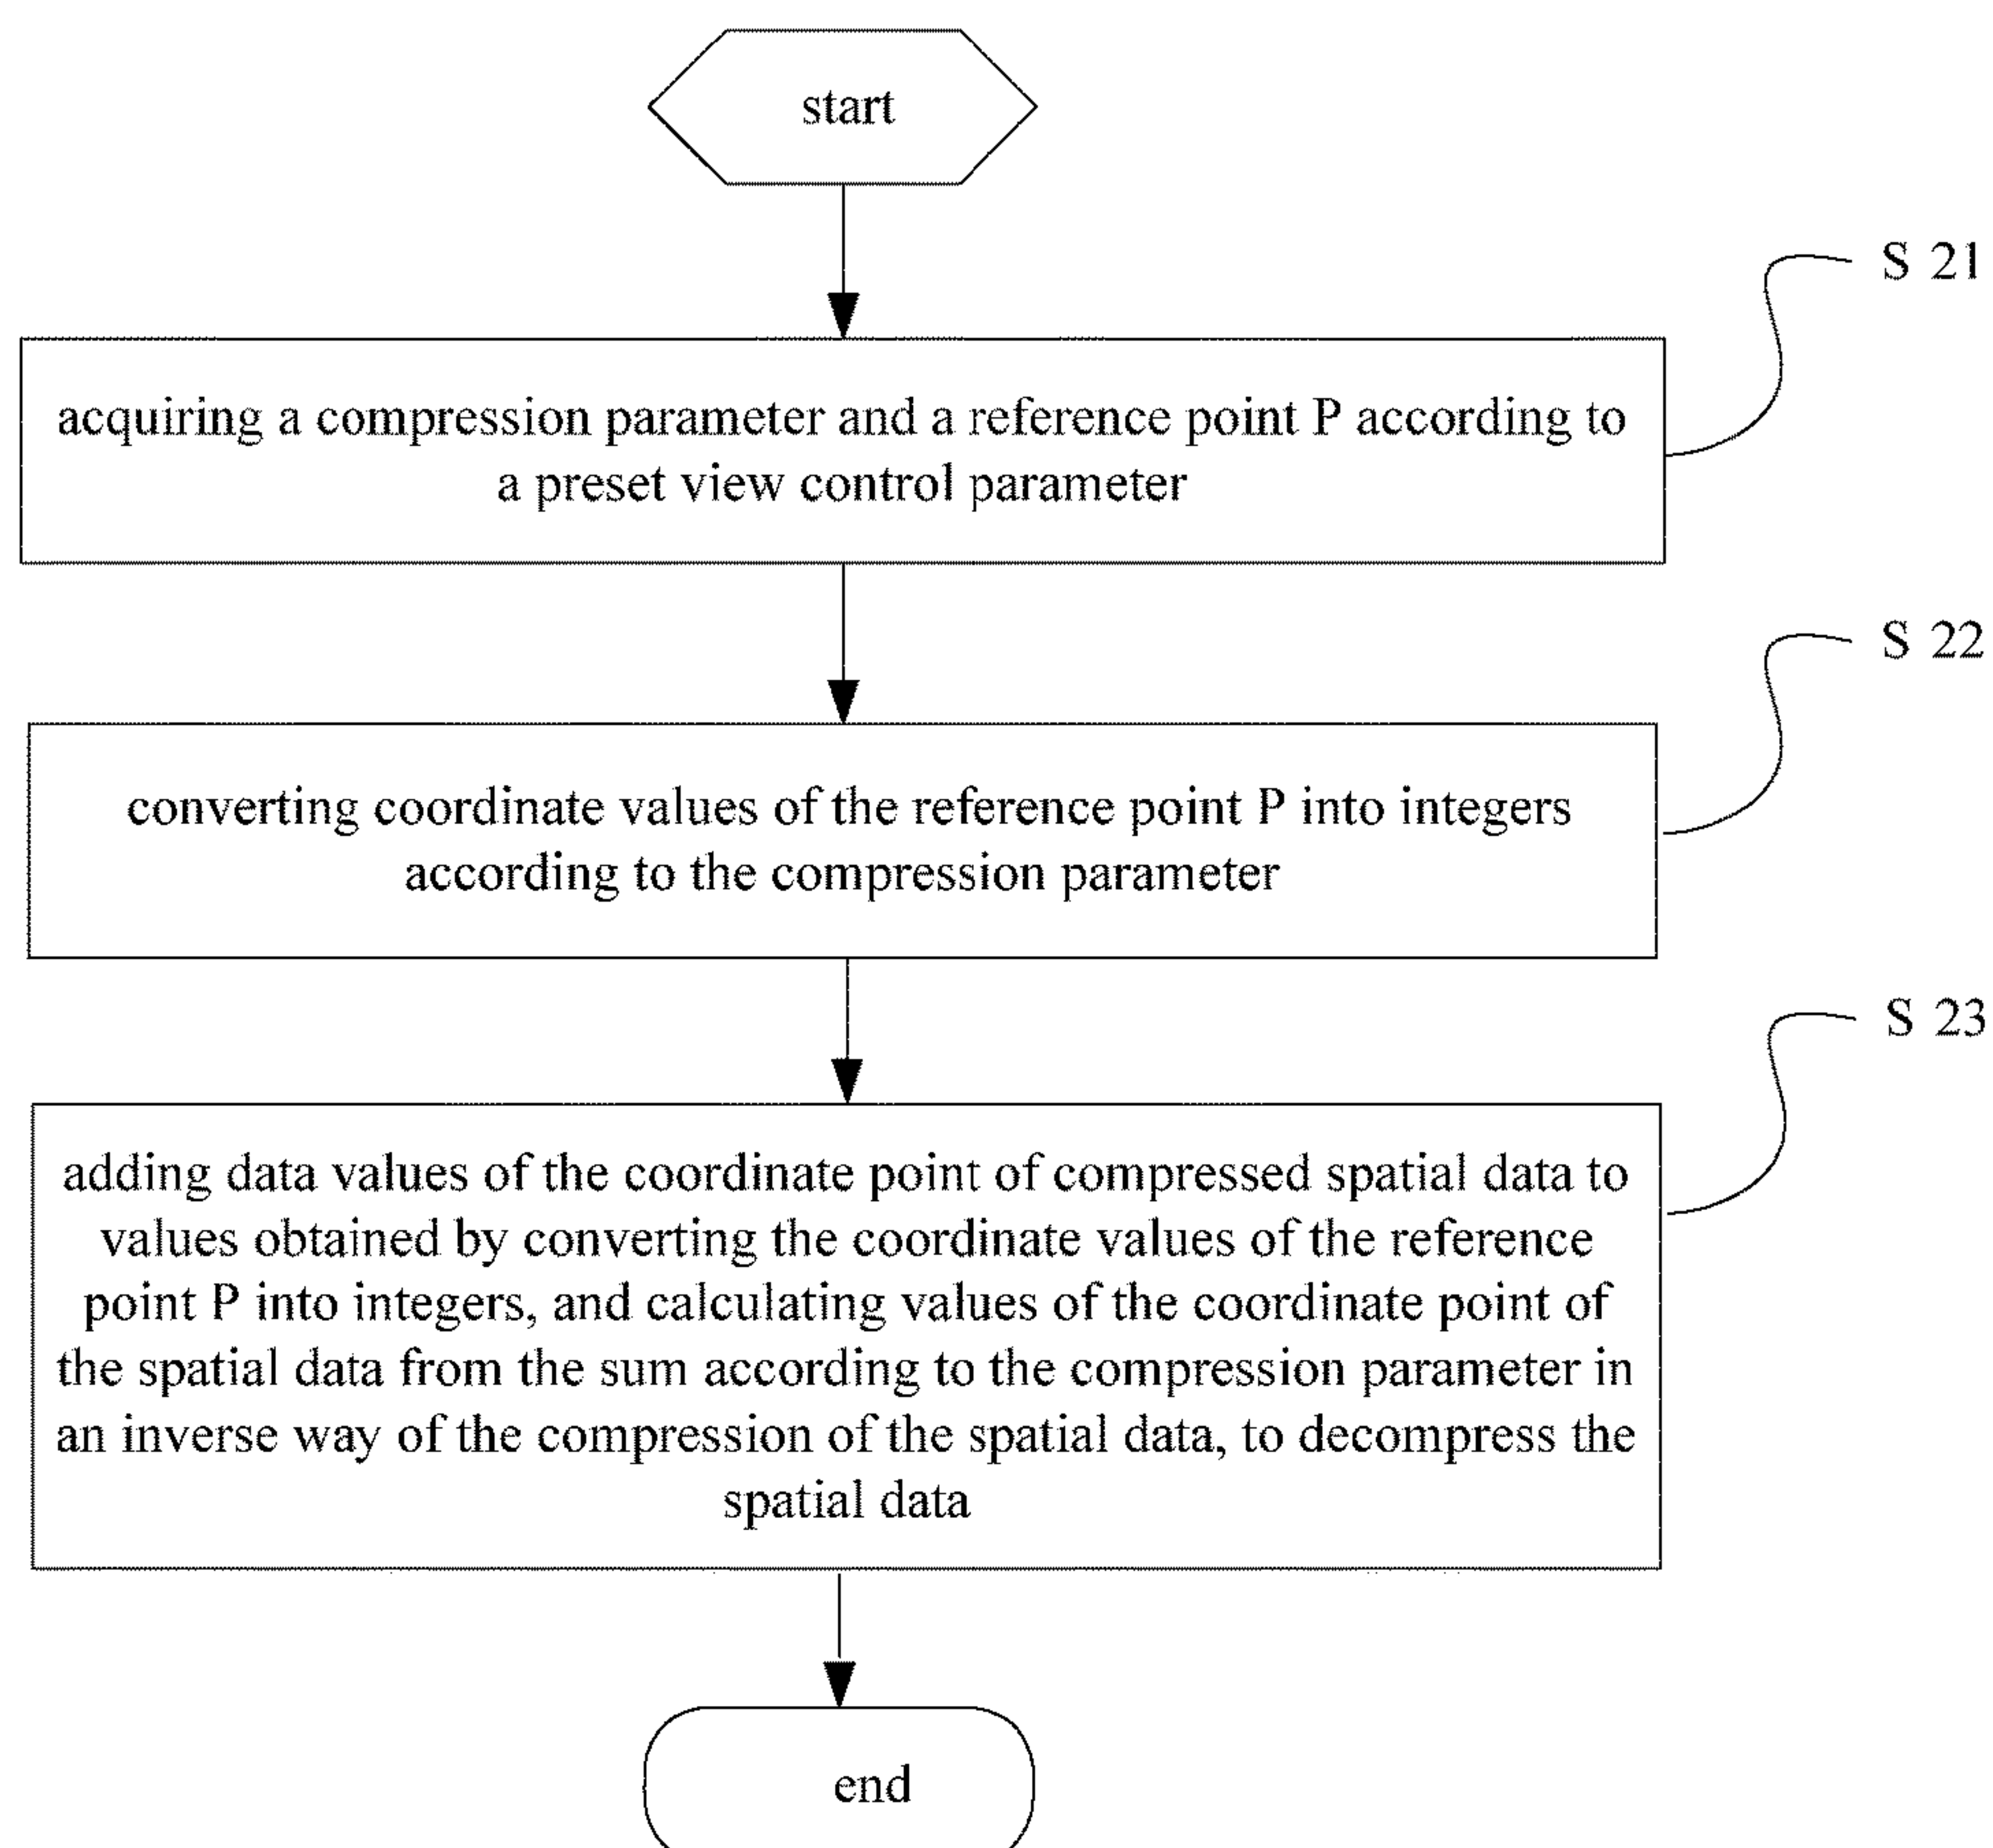 start
S 21
acquiring a compression parameter and a reference point P according to
a preset view control parameter
S 22
converting coordinate values of the reference point P into integers
according to the compression parameter
S 23
adding data values of the coordinate point of compressed spatial data to
values obtained by converting the coordinate values of the reference
point P into integers, and calculating values of the coordinate point of
the spatial data from the sum according to the compression parameter in
an inverse way of the compression of the spatial data, to decompress the
spatial data
end